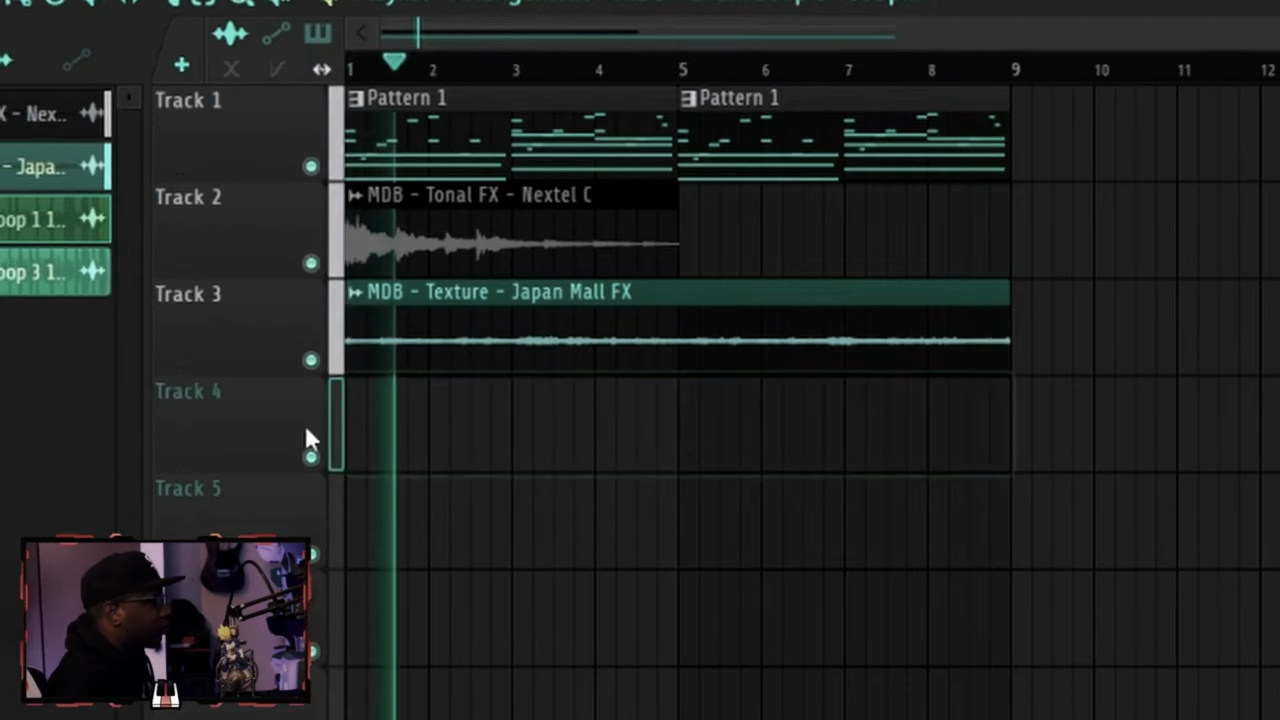 1 2 3 4 5 6 7 8 9 10 11 12
X - Nex..
- Japa..
oop 1 1..
oop 3 1..
Track 1
Pattern 1
Pattern 1
Track 2
MDB - Tonal FX - Nextel C
Track 3
MDB - Texture - Japan Mall FX
Track 4
Track 5